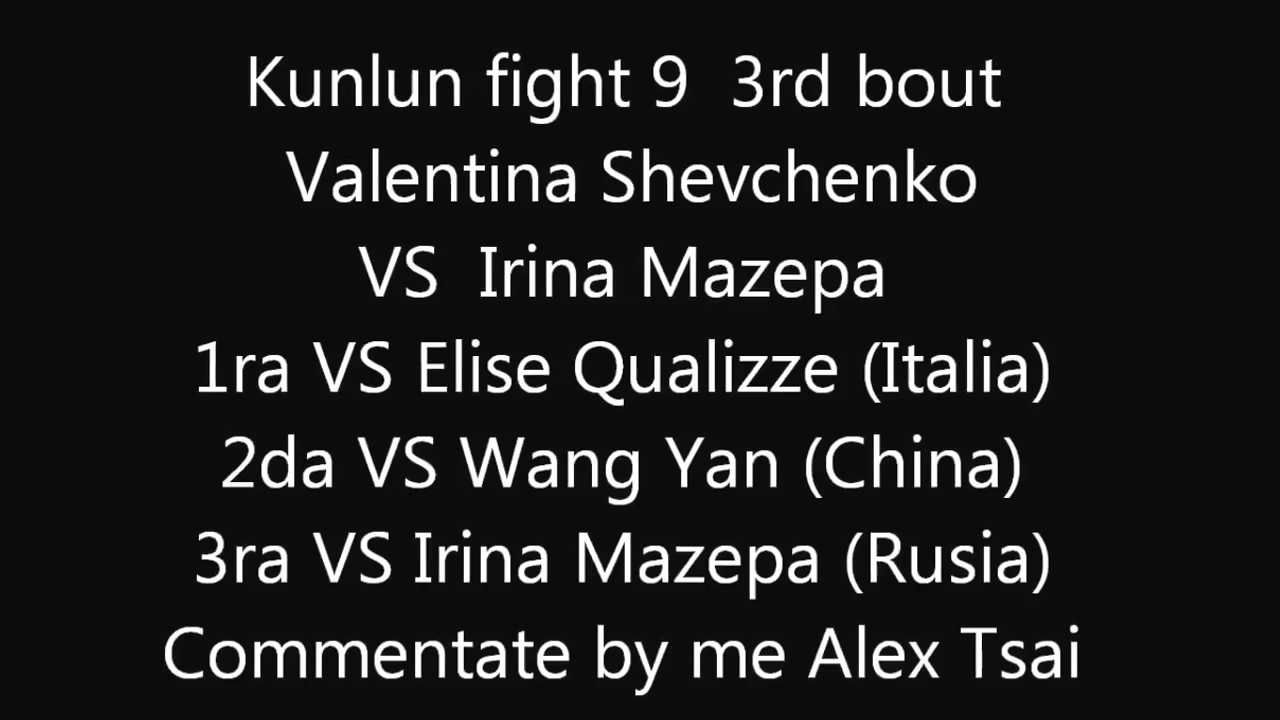 Kunlun fight 9 3rd bout
Valentina Shevchenko
VS Irina Mazepa
1ra VS Elise Qualizze (Italia)
2da VS Wang Yan (China)
3ra VS Irina Mazepa (Rusia)
Commentate by me Alex Tsai